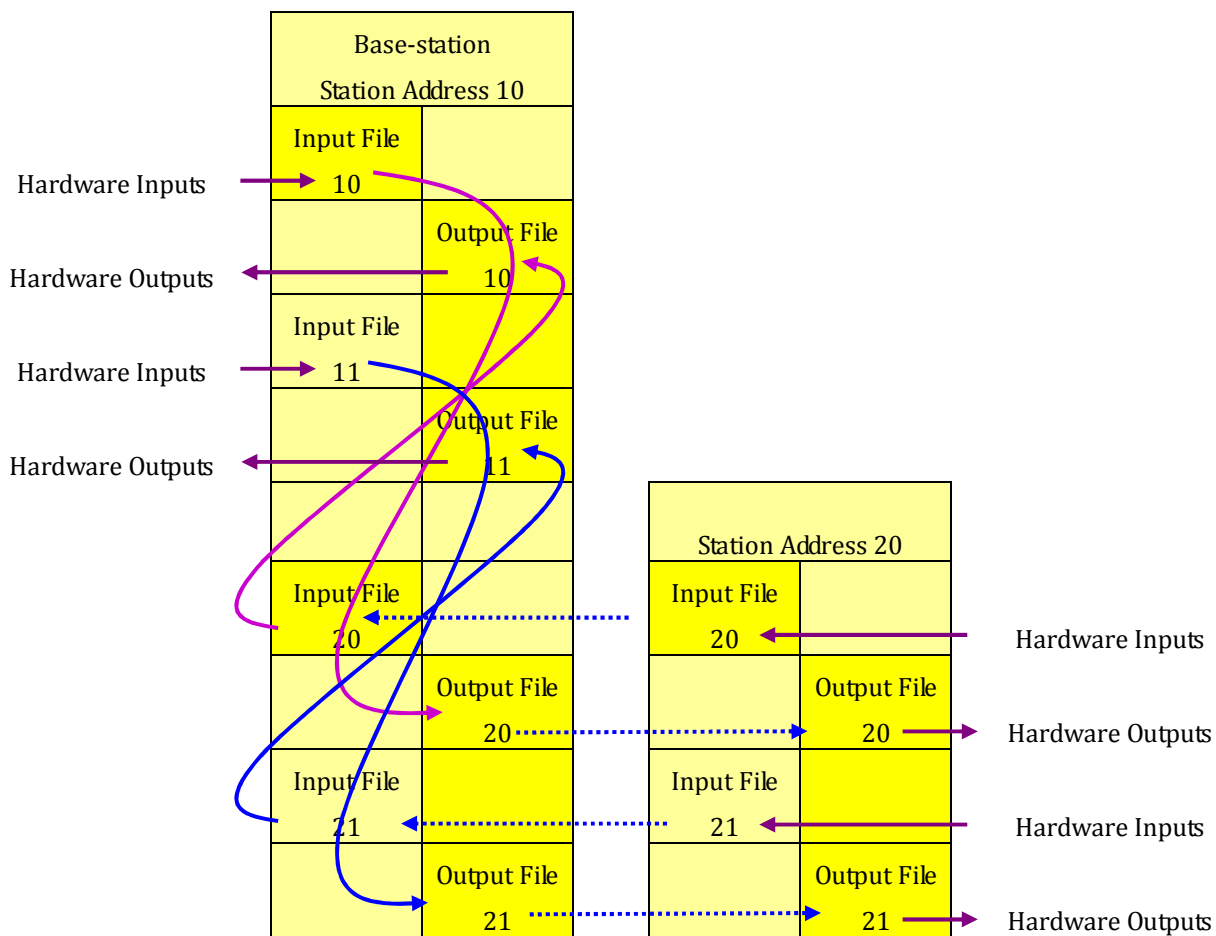 Base-station
Station Address 10
Input File
Hardware Inputs
10
Output File
Hardware Outputs
10
Input File
Hardware Inputs
11
Output File
Hardware Outputs
11
Station Address 20
Input File
20
Input File
20
Hardware Inputs
Output File
20
Output File
20
Hardware Outputs
Input File
21
Input File
21
Hardware Inputs
Output File
21
Output File
21
Hardware Outputs